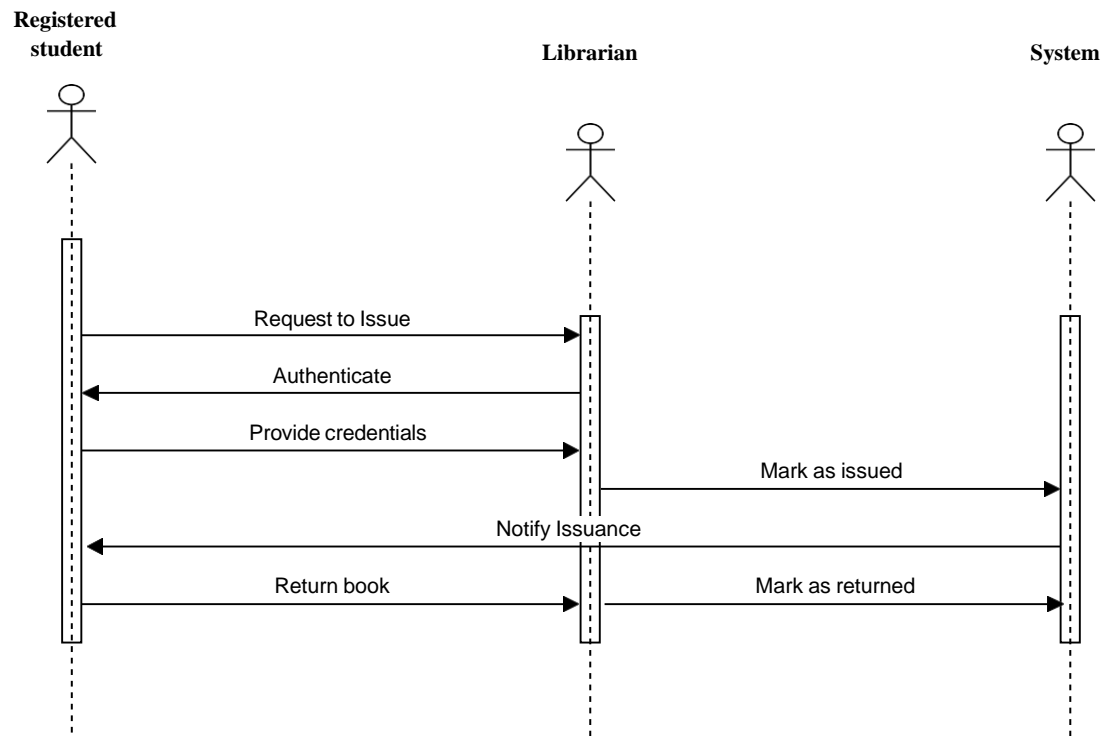 Registered
student
Librarian
System
Request to Issue
Authenticate
Provide credentials
Mark as issued
Notify Issuance
Return book
Mark as returned